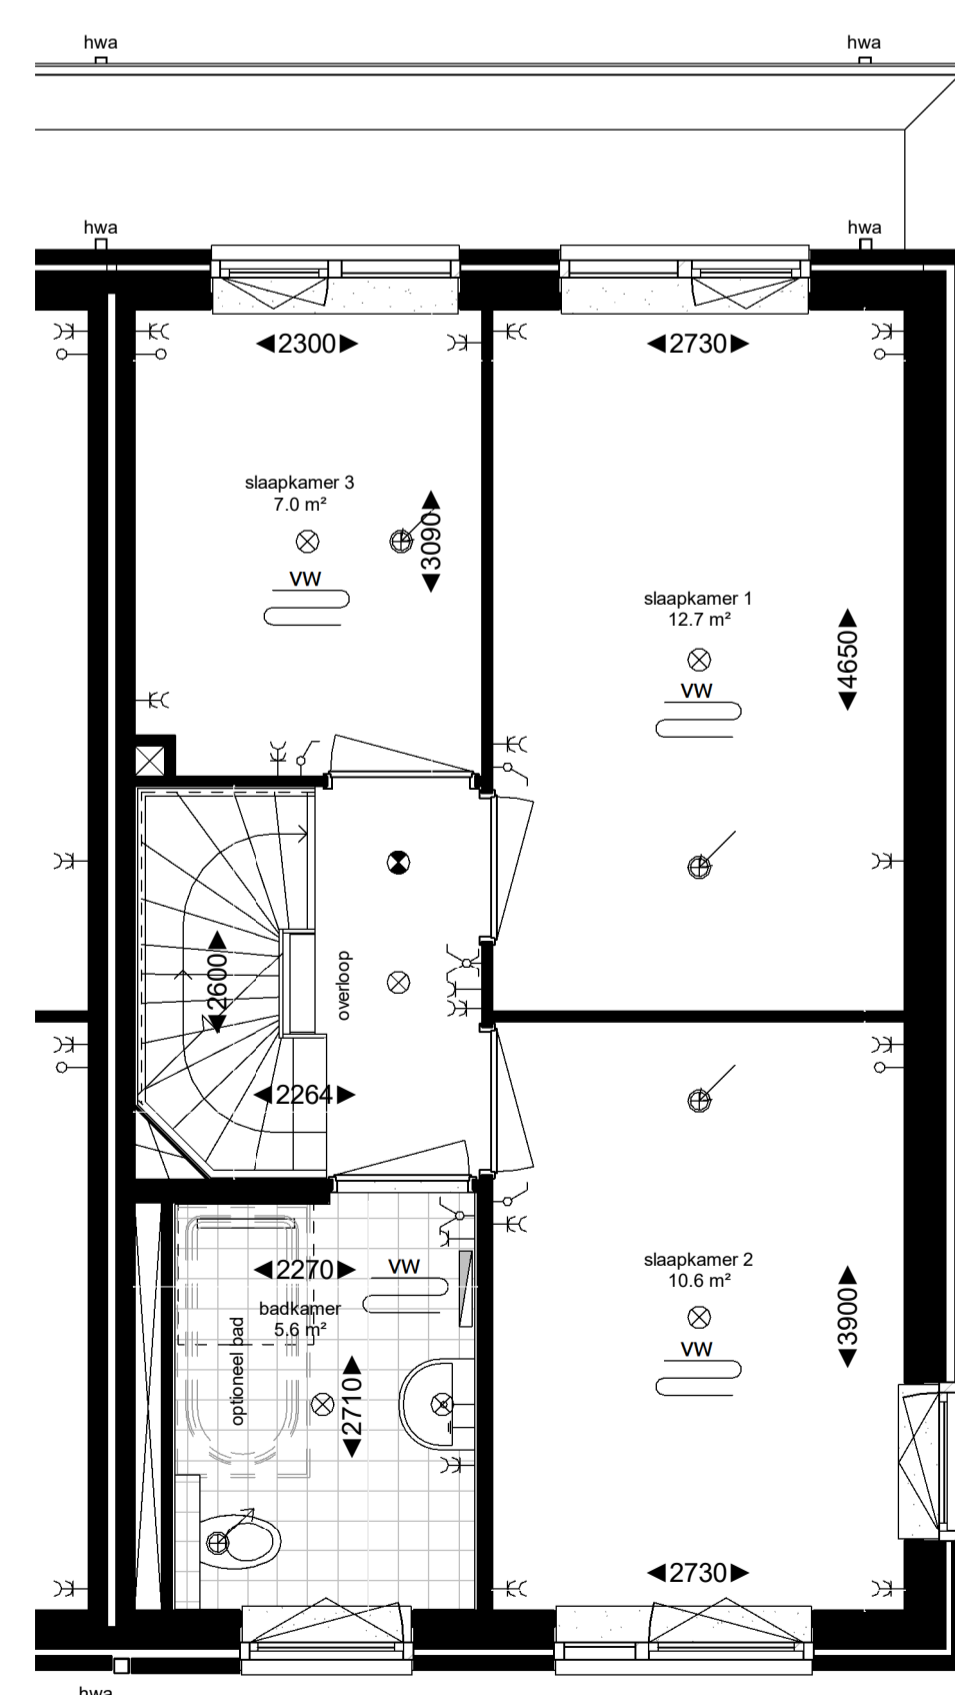 hwa
hwa
hwa
hwa
2300
2730
slaapkamer 3
7.0 m²
3090
VW
slaapkamer 1
12.7 m²
4650
VW
2600
overloop
2264
2270
VW
badkamer
5.6 m²
optioneel bad
2710
slaapkamer 2
10.6 m²
3900
VW
2730
hwa